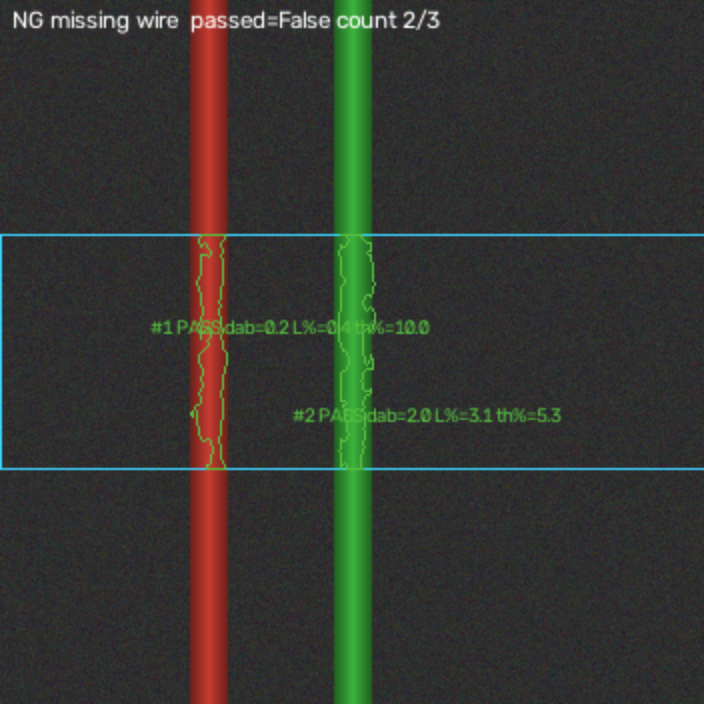 NG missing wire passed=False count 2/3
#1 PASS dab=0.2 L%=0.4 th%=10.0
#2 PASS dab=2.0 L%=3.1 th%=5.3